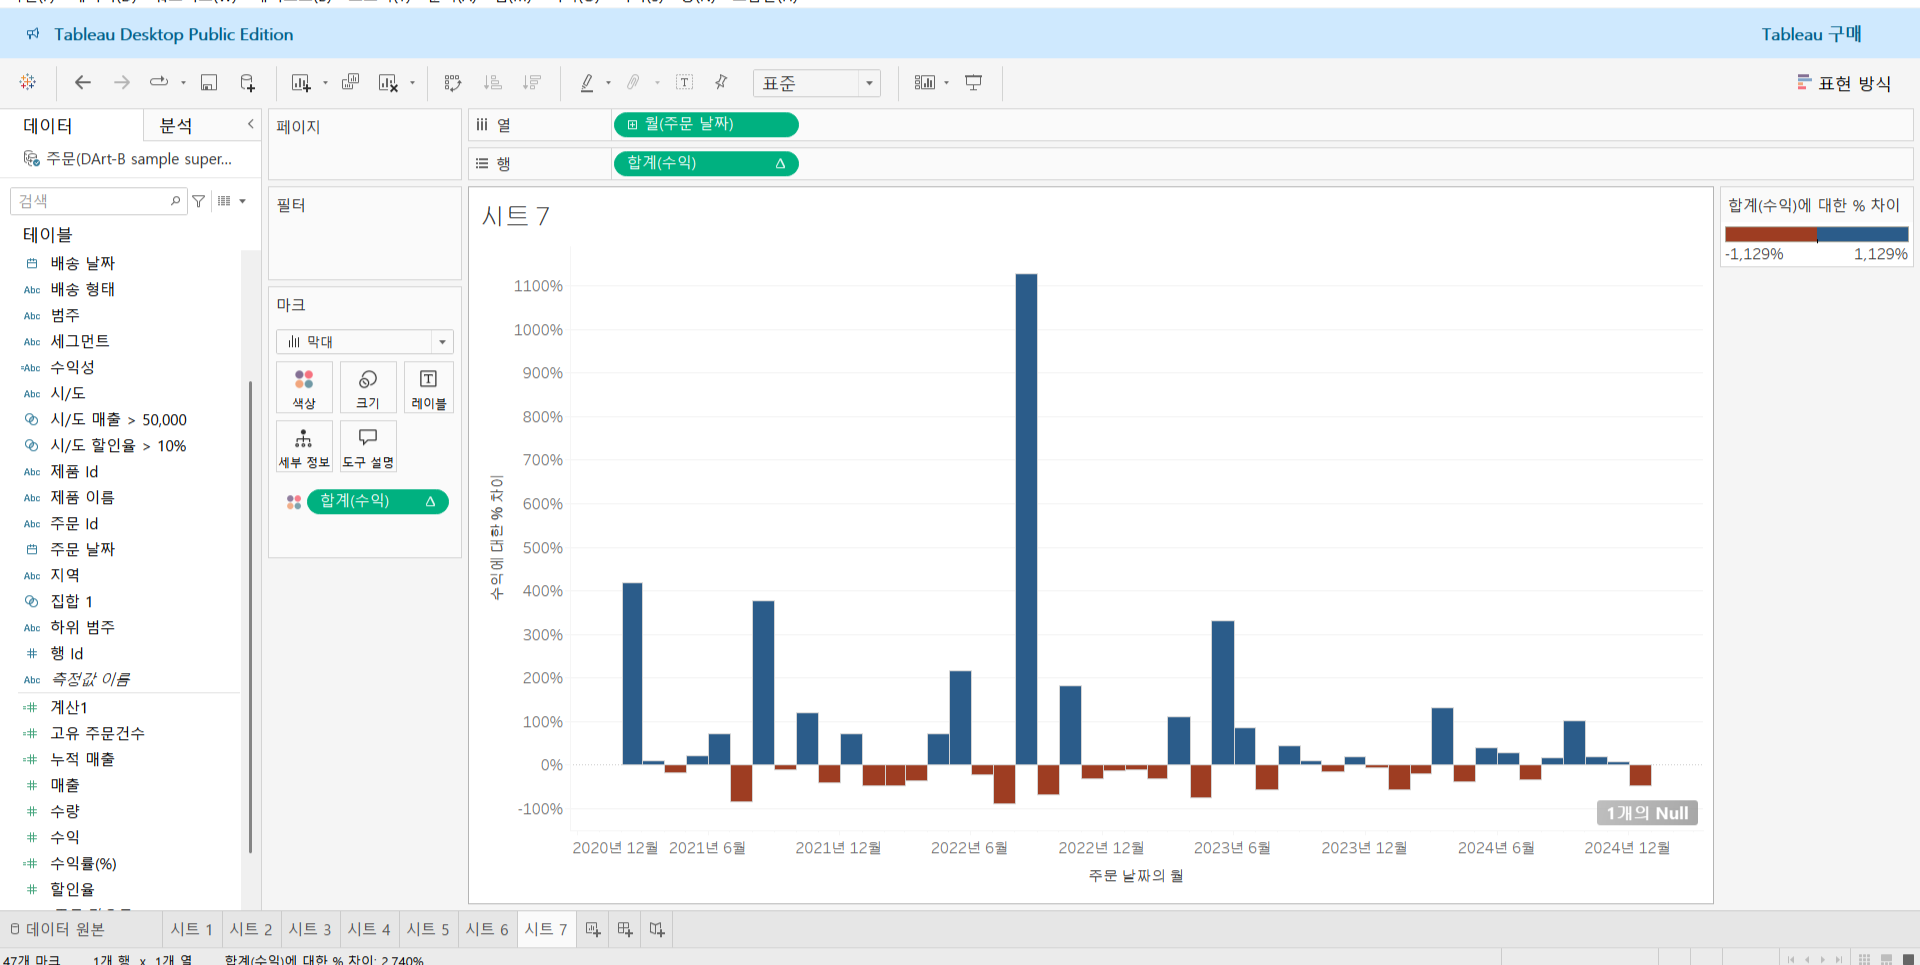 Tableau Desktop Public Edition
Tableau 구매
표준
표현 방식
데이터
분석
주문(DArt-B sample super...
검색
테이블
배송 날짜
Abc 배송 형태
Abc 범주
Abc 세그먼트
=Abc 수익성
Abc 시/도
시/도 매출 > 50,000
시/도 할인율 > 10%
Abc 제품 Id
Abc 제품 이름
Abc 주문 Id
주문 날짜
Abc 지역
집합 1
Abc 하위 범주
# 행 Id
Abc 측정값 이름
=# 계산1
=# 고유 주문건수
=# 누적 매출
# 매출
# 수량
# 수익
=# 수익률(%)
# 할인율
페이지
필터
마크
막대
색상
크기
레이블
세부 정보
도구 설명
합계(수익) Δ
열
월(주문 날짜)
행
합계(수익) Δ
시트 7
수익에 대한 % 차이
1100%
1000%
900%
800%
700%
600%
500%
400%
300%
200%
100%
0%
-100%
1개의 Null
2020년 12월
2021년 6월
2021년 12월
2022년 6월
2022년 12월
2023년 6월
2023년 12월
2024년 6월
2024년 12월
주문 날짜의 월
합계(수익)에 대한 % 차이
-1,129%
1,129%
데이터 원본
시트 1
시트 2
시트 3
시트 4
시트 5
시트 6
시트 7
47개 마크
1개 행 x 1개 열
합계(수익)에 대한 % 차이: 2,740%